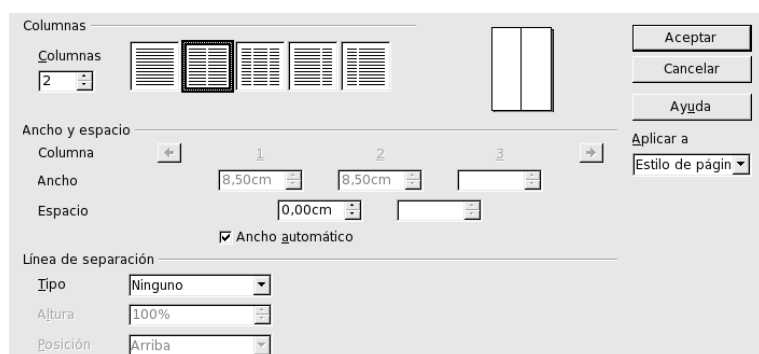 Columnas
Columnas
2
Aceptar
Cancelar
Ayuda
Aplicar a
Estilo de págin
Ancho y espacio
Columna 1 2 3
Ancho 8,50cm 8,50cm
Espacio 0,00cm
Ancho automático
Línea de separación
Tipo Ninguno
Altura 100%
Posición Arriba